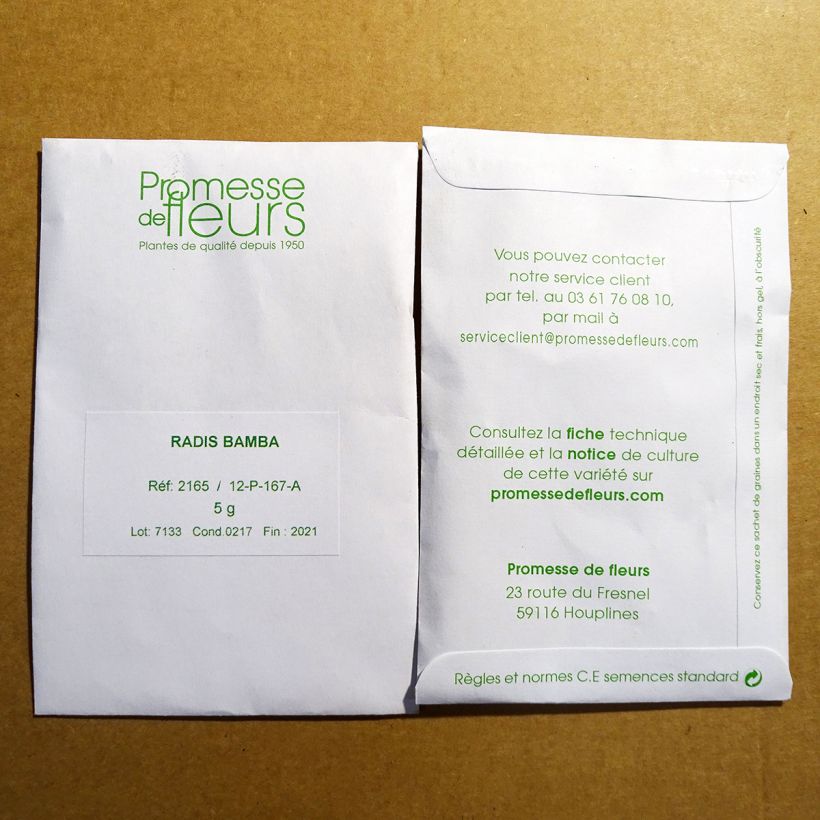 Promesse
de fleurs
Plantes de qualité depuis 1950
RADIS BAMBA
Réf: 2165 / 12-P-167-A
5 g
Lot: 7133 Cond.0217 Fin : 2021
Vous pouvez contacter
notre service client
par tel. au 03 61 76 08 10,
par mail à
serviceclient@promessedefleurs.com
Consultez la fiche technique
détaillée et la notice de culture
de cette variété sur
promessedefleurs.com
Promesse de fleurs
23 route du Fresnel
59116 Houplines
Règles et normes C.E semences standard
Conservez ce sachet de graines dans un endroit sec et frais, hors gel, à l'obscurité